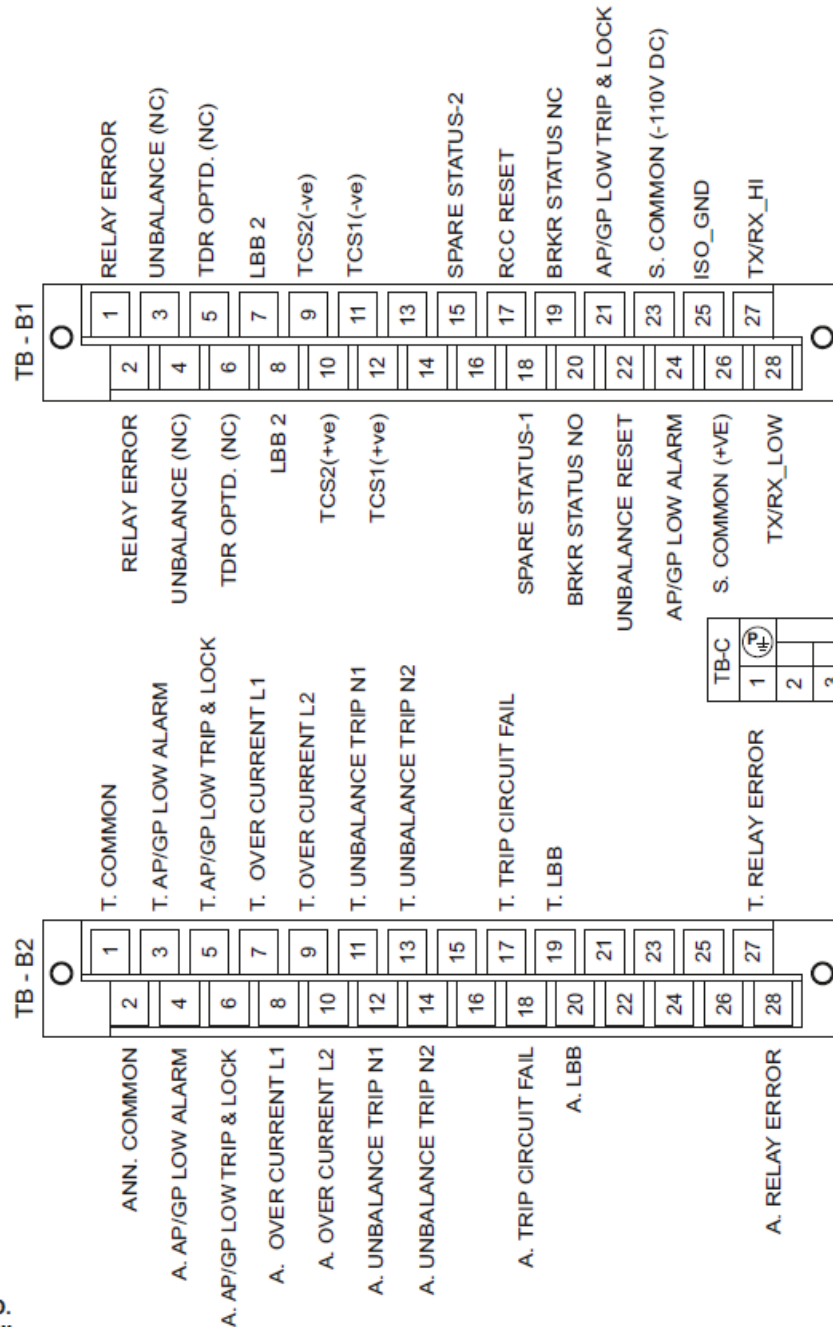 TB - B1
RELAY ERROR
UNBALANCE (NC)
TDR OPTD. (NC)
LBB 2
TCS2(-ve)
TCS1(-ve)
SPARE STATUS-2
RCC RESET
BRKR STATUS NC
AP/GP LOW TRIP & LOCK
S. COMMON (-110V DC)
ISO_GND
TX/RX_HI
1
3
5
7
9
11
13
15
17
19
21
23
25
27
2
4
6
8
10
12
14
16
18
20
22
24
26
28
RELAY ERROR
UNBALANCE (NC)
TDR OPTD. (NC)
LBB 2
TCS2(+ve)
TCS1(+ve)
SPARE STATUS-1
BRKR STATUS NO
UNBALANCE RESET
AP/GP LOW ALARM
S. COMMON (+VE)
TX/RX_LOW
TB-C
1
P
2
3
TB - B2
T. COMMON
T. AP/GP LOW ALARM
T. AP/GP LOW TRIP & LOCK
T. OVER CURRENT L1
T. OVER CURRENT L2
T. UNBALANCE TRIP N1
T. UNBALANCE TRIP N2
T. TRIP CIRCUIT FAIL
T. LBB
T. RELAY ERROR
1
3
5
7
9
11
13
15
17
19
21
23
25
27
2
4
6
8
10
12
14
16
18
20
22
24
26
28
ANN. COMMON
A. AP/GP LOW ALARM
A. AP/GP LOW TRIP & LOCK
A. OVER CURRENT L1
A. OVER CURRENT L2
A. UNBALANCE TRIP N1
A. UNBALANCE TRIP N2
A. TRIP CIRCUIT FAIL
A. LBB
A. RELAY ERROR